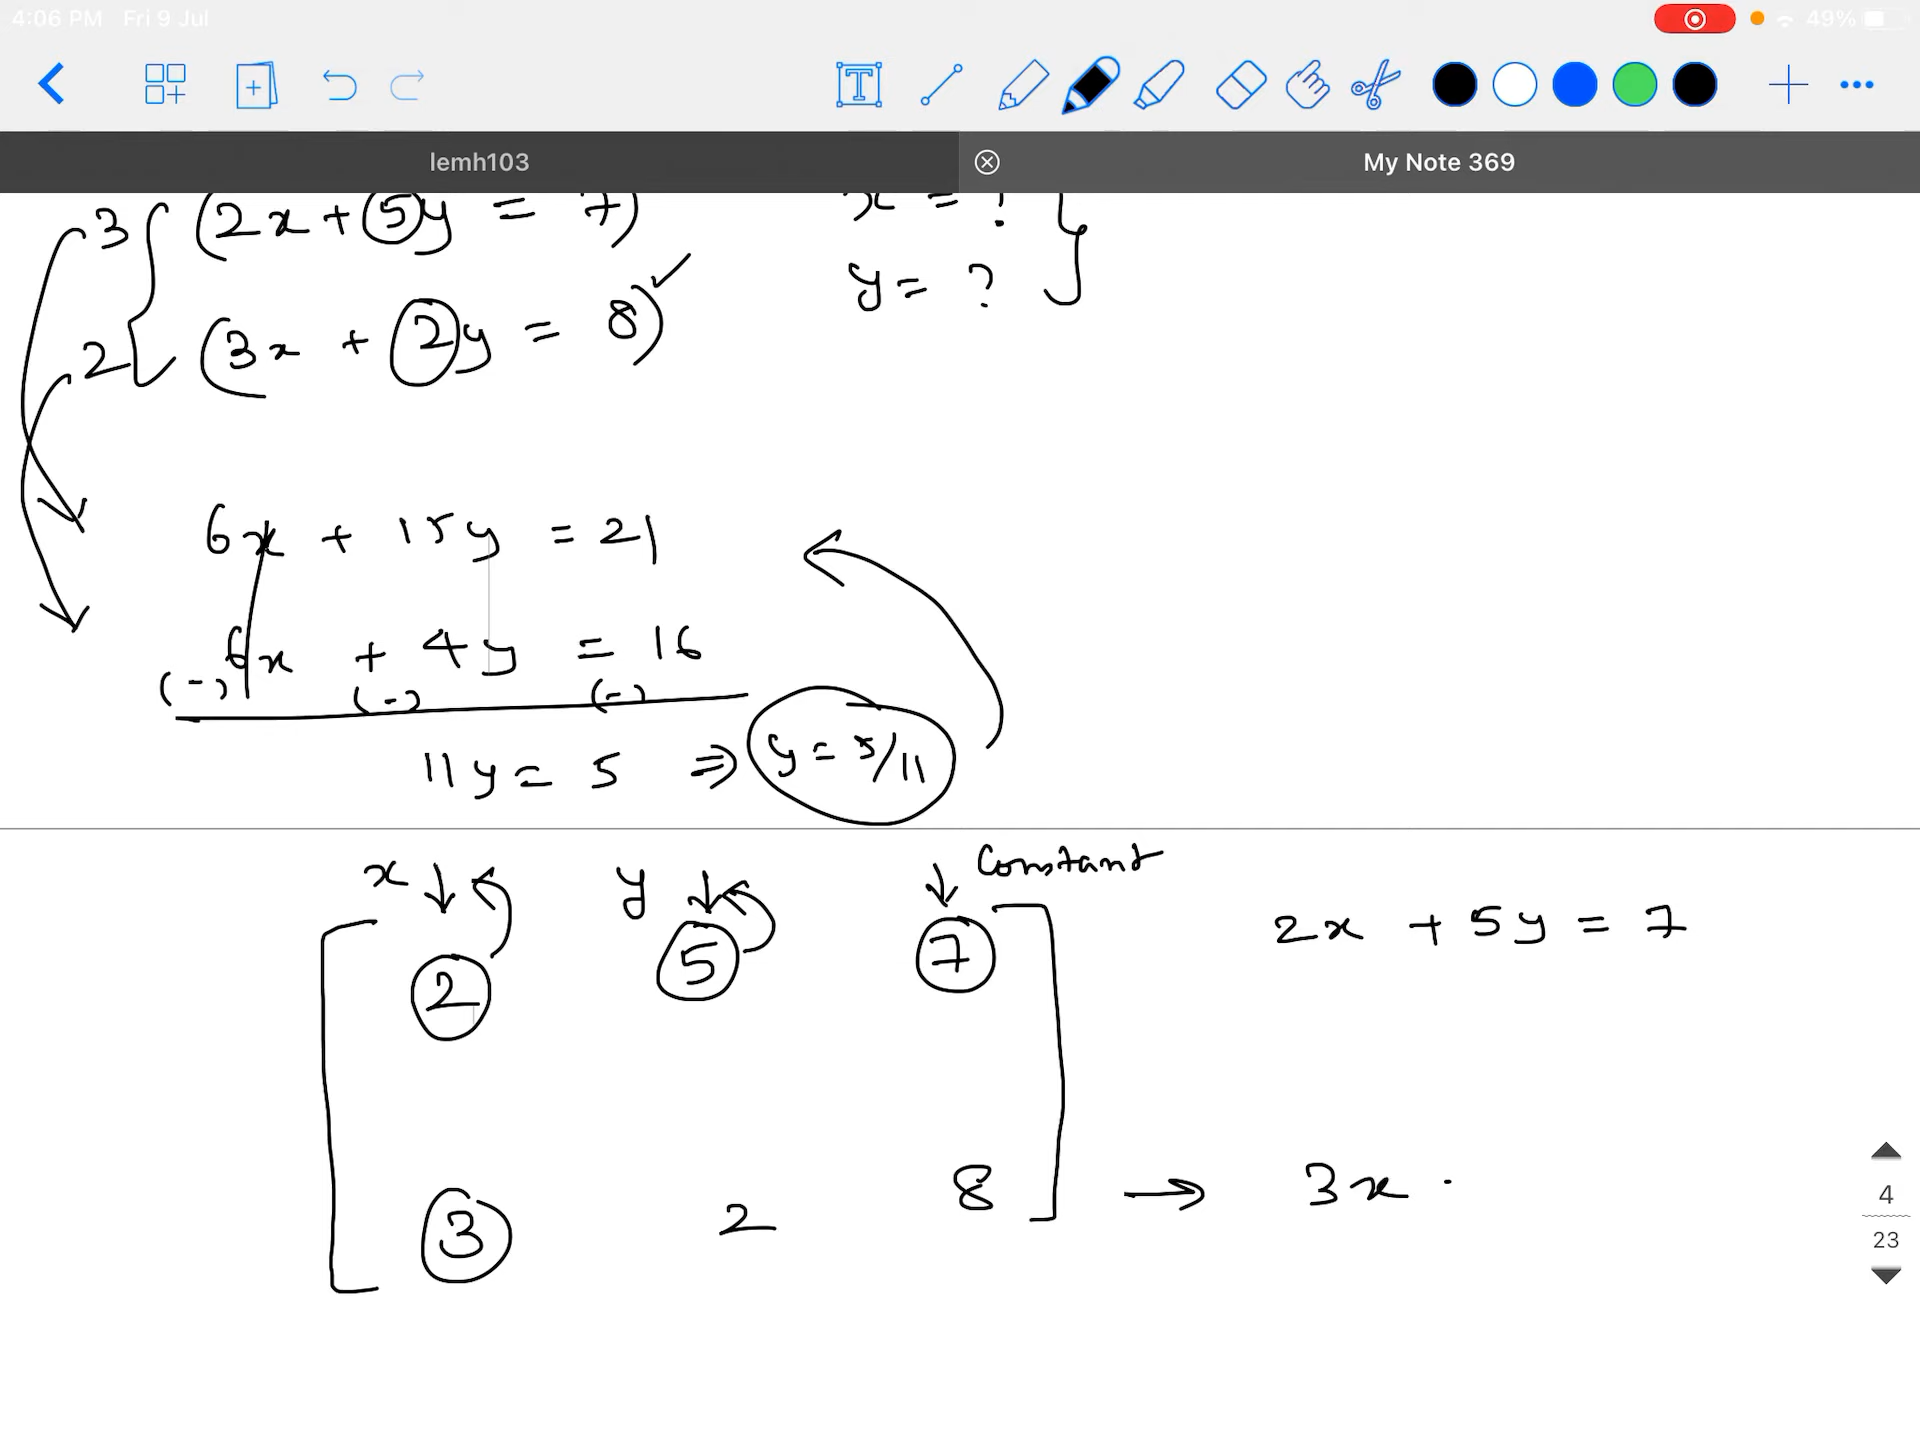 4:06 PM Fri 9 Jul
49%
T
lemh103
My Note 369
3 (2x + 5y = 7)
x = ?
y = ?
2 (3x + 2y = 8)
6x + 15y = 21
6x + 4y = 16
(-) (-) (-)
11y = 5 ⇒ y = 5/11
x y Constant
2 5 7
2x + 5y = 7
3 2 8 → 3x
4
23